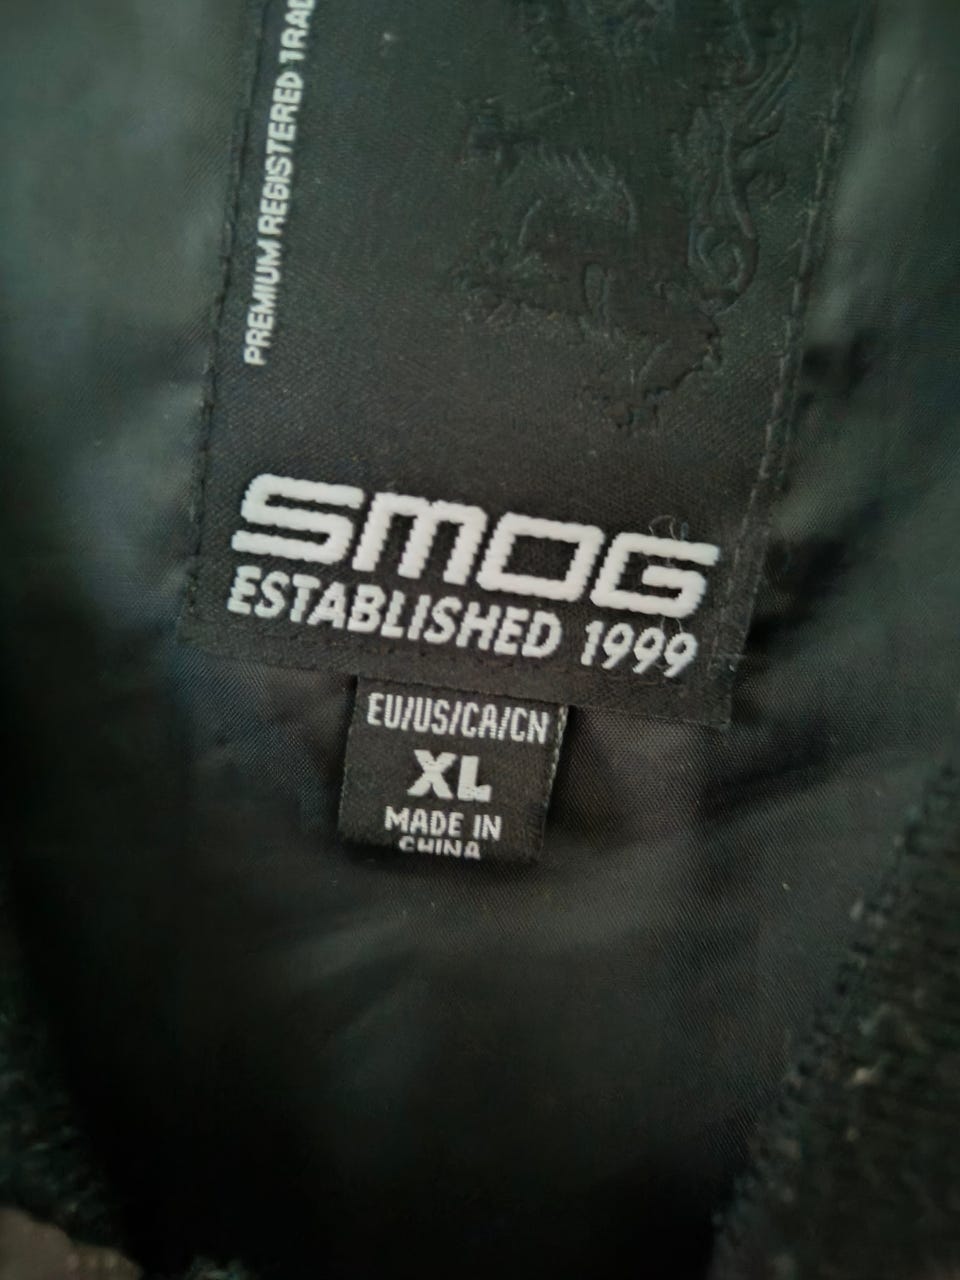 PREMIUM REGISTERED TRAD
SMOG
ESTABLISHED 1999
EU/US/CA/CN
XL
MADE IN
CHINA